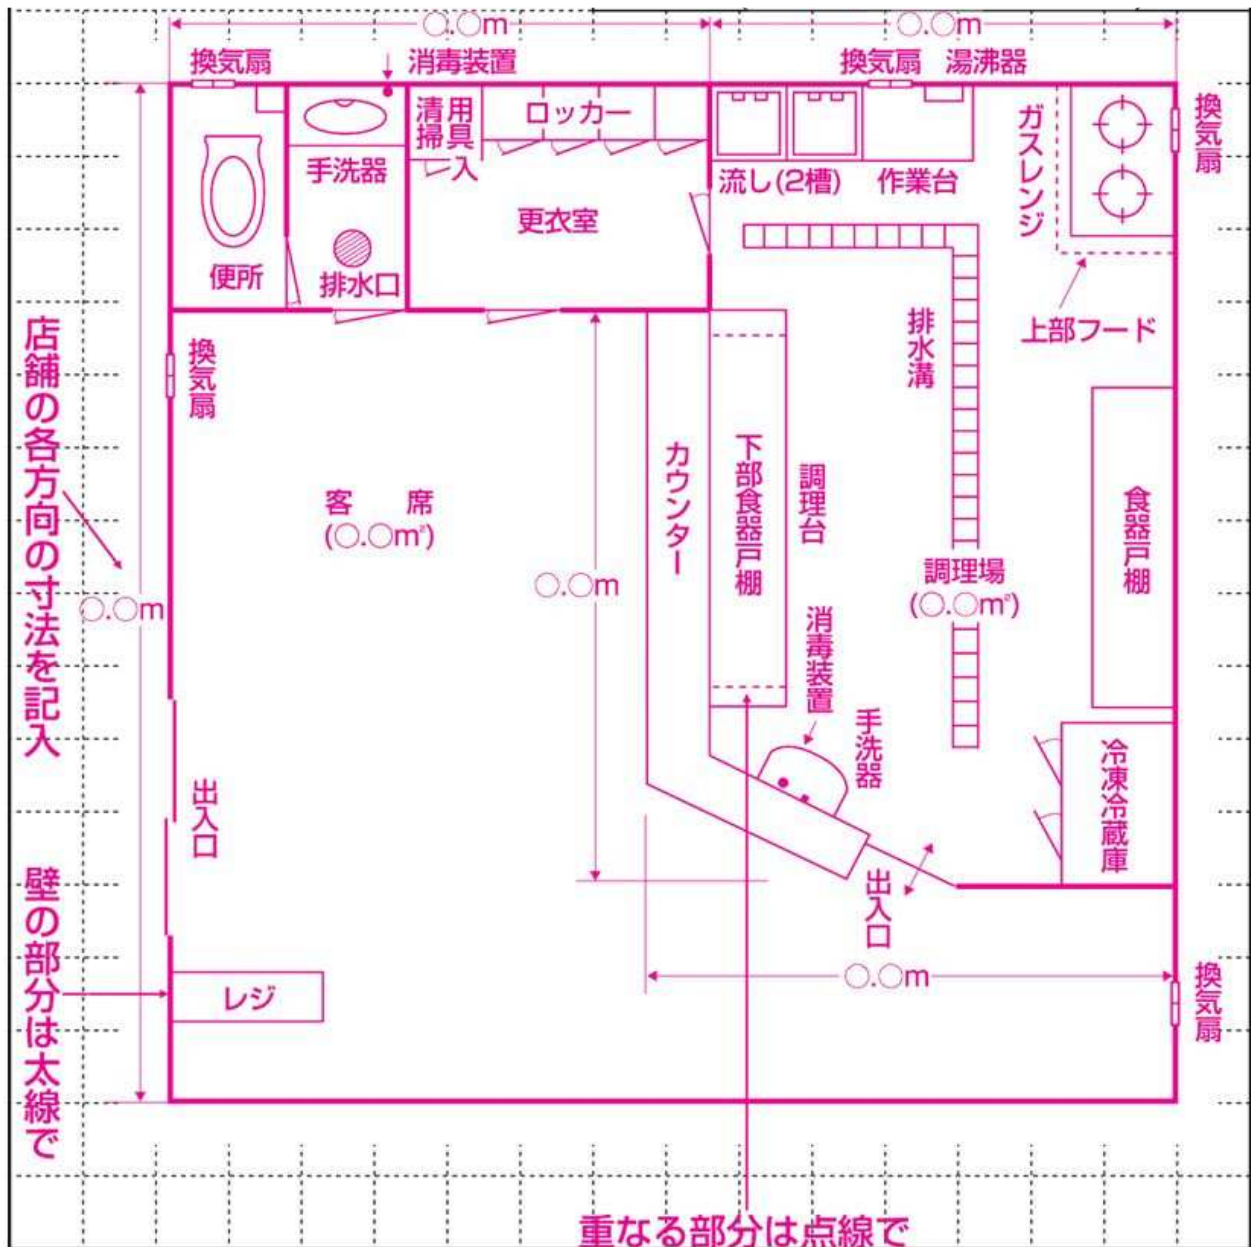 〇.〇m
〇.〇m
換気扇
消毒装置
換気扇
湯沸器
清掃用具入
ロッカー
ガスレンジ
換気扇
手洗器
流し(2槽)
作業台
更衣室
便所
排水口
上部フード
排水溝
換気扇
店舗の各方向の寸法を記入
客 席
(〇.〇㎡)
カウンター
下部食器戸棚
調理台
食器戸棚
〇.〇m
〇.〇m
調理場
(〇.〇㎡)
消毒装置
手洗器
冷凍冷蔵庫
出入口
出入口
壁の部分は太線で
レジ
〇.〇m
換気扇
重なる部分は点線で